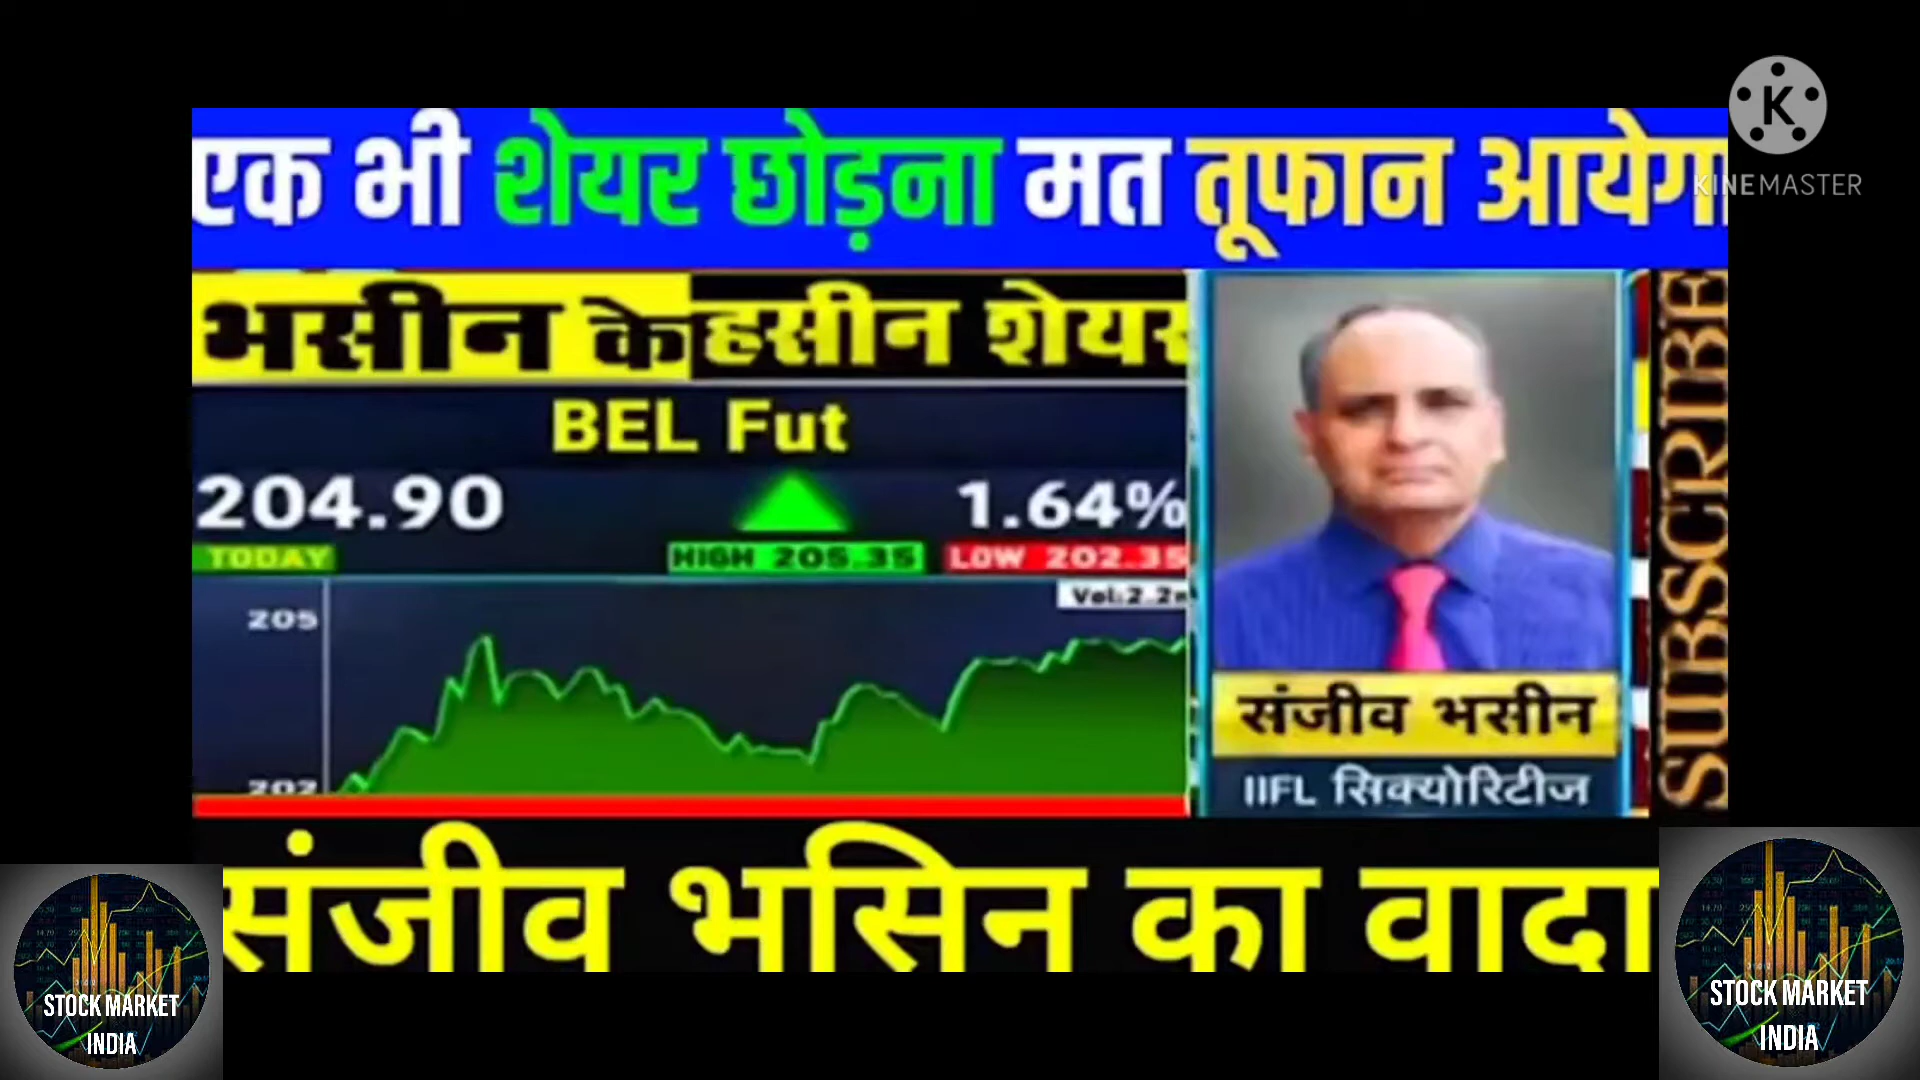 एक भी शेयर छोड़ना मत तूफान आयेगा
KINEMASTER
भसीन के हसीन शेयर
BEL Fut
204.90
1.64%
TODAY
HIGH 205.35
LOW 202.35
205
202
संजीव भसीन
IIFL सिक्योरिटीज
SUBSCRIBE
संजीव भसिन का वादा
STOCK MARKET
INDIA
STOCK MARKET
INDIA